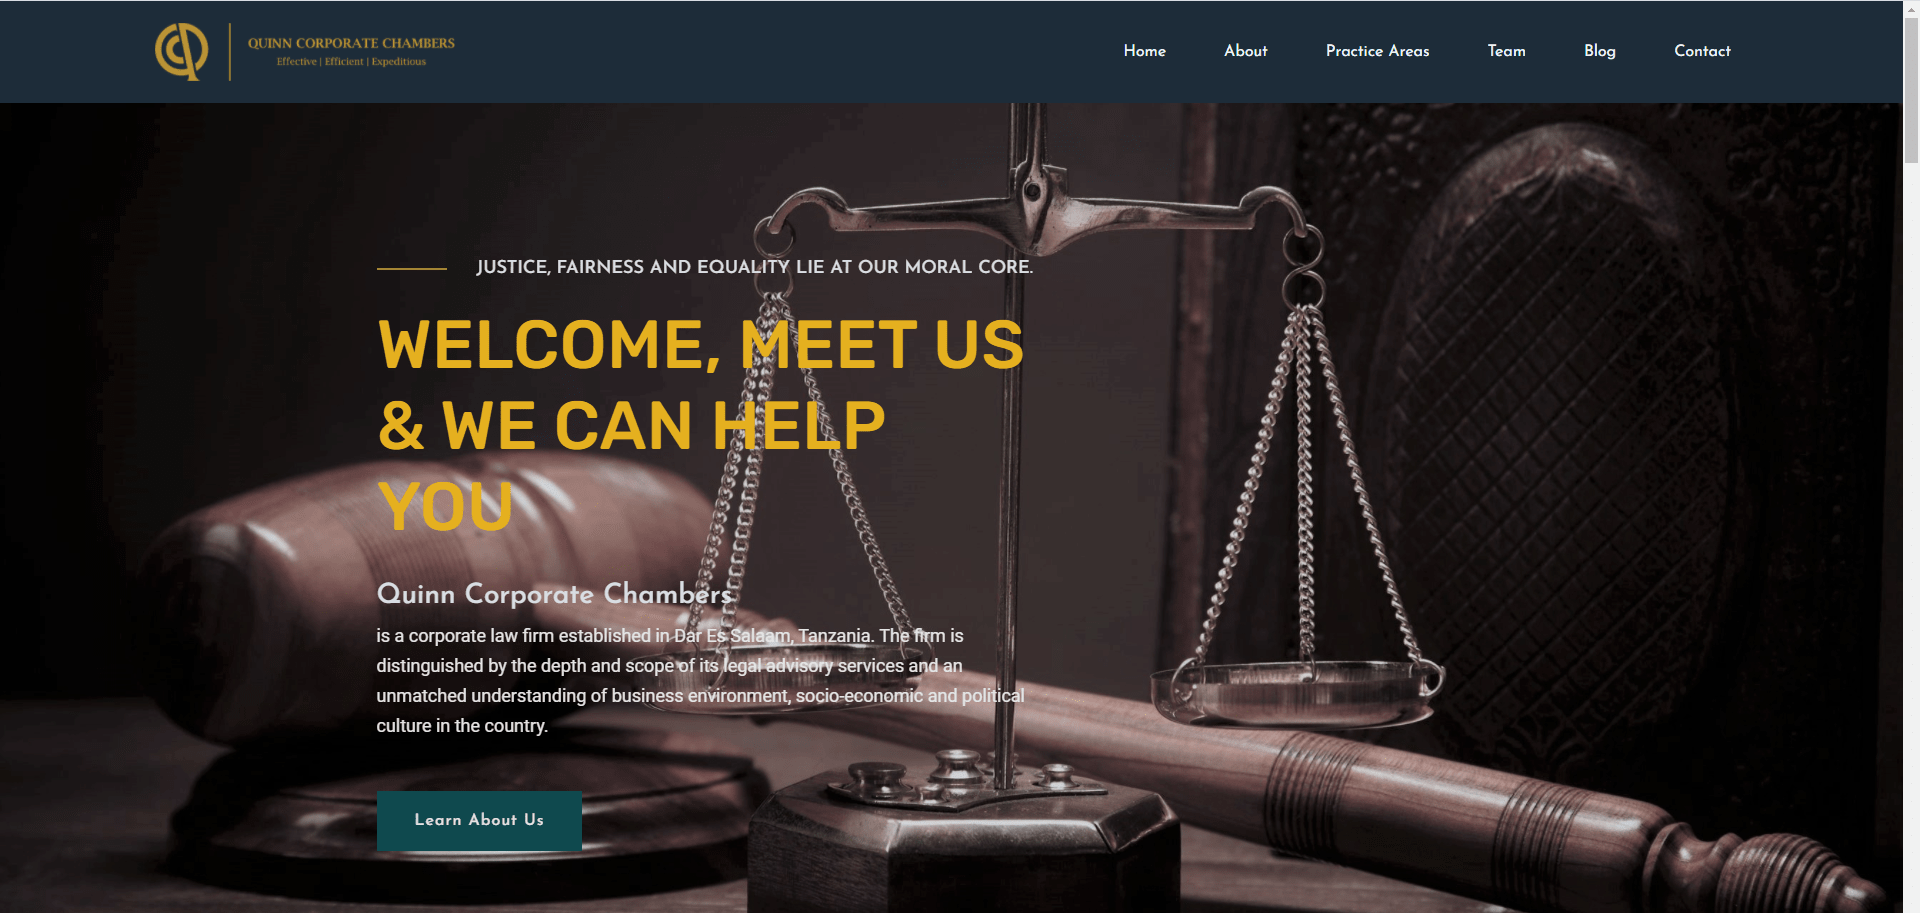 QUINN CORPORATE CHAMBERS
Effective | Efficient | Expeditious
Home
About
Practice Areas
Team
Blog
Contact
JUSTICE, FAIRNESS AND EQUALITY LIE AT OUR MORAL CORE.
WELCOME, MEET US
& WE CAN HELP
YOU
Quinn Corporate Chambers
is a corporate law firm established in Dar Es Salaam, Tanzania. The firm is
distinguished by the depth and scope of its legal advisory services and an
unmatched understanding of business environment, socio-economic and political
culture in the country.
Learn About Us